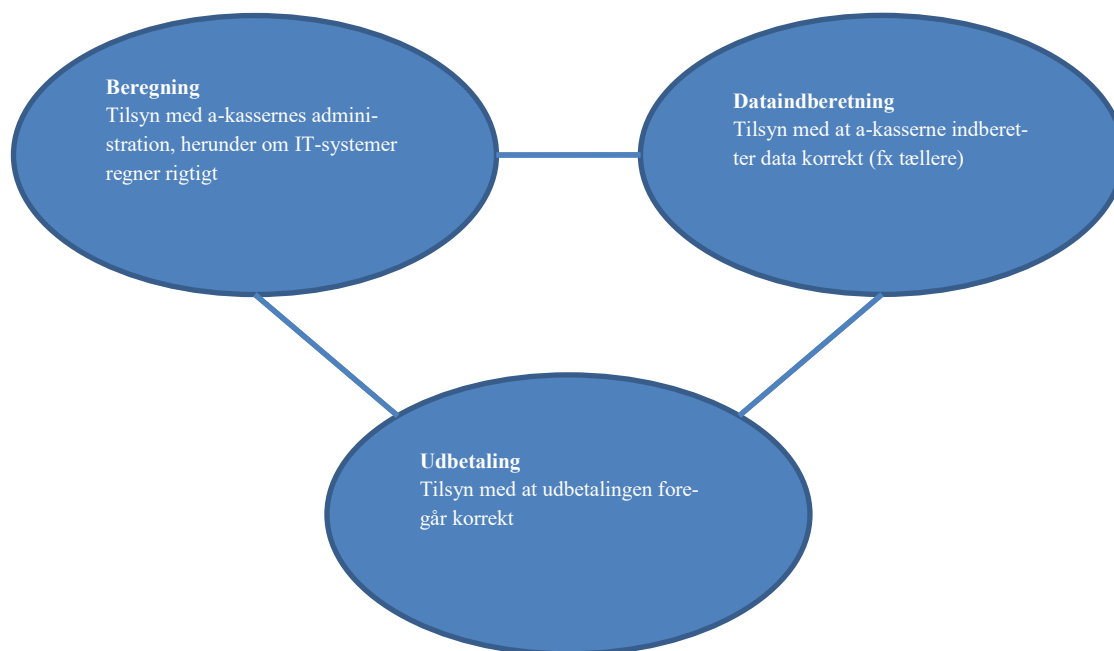 Beregning
Tilsyn med a-kassernes admini-
stration, herunder om IT-systemer
regner rigtigt
Dataindberetning
Tilsyn med at a-kasserne indberet-
ter data korrekt (fx tællere)
Udbetaling
Tilsyn med at udbetalingen fore-
går korrekt